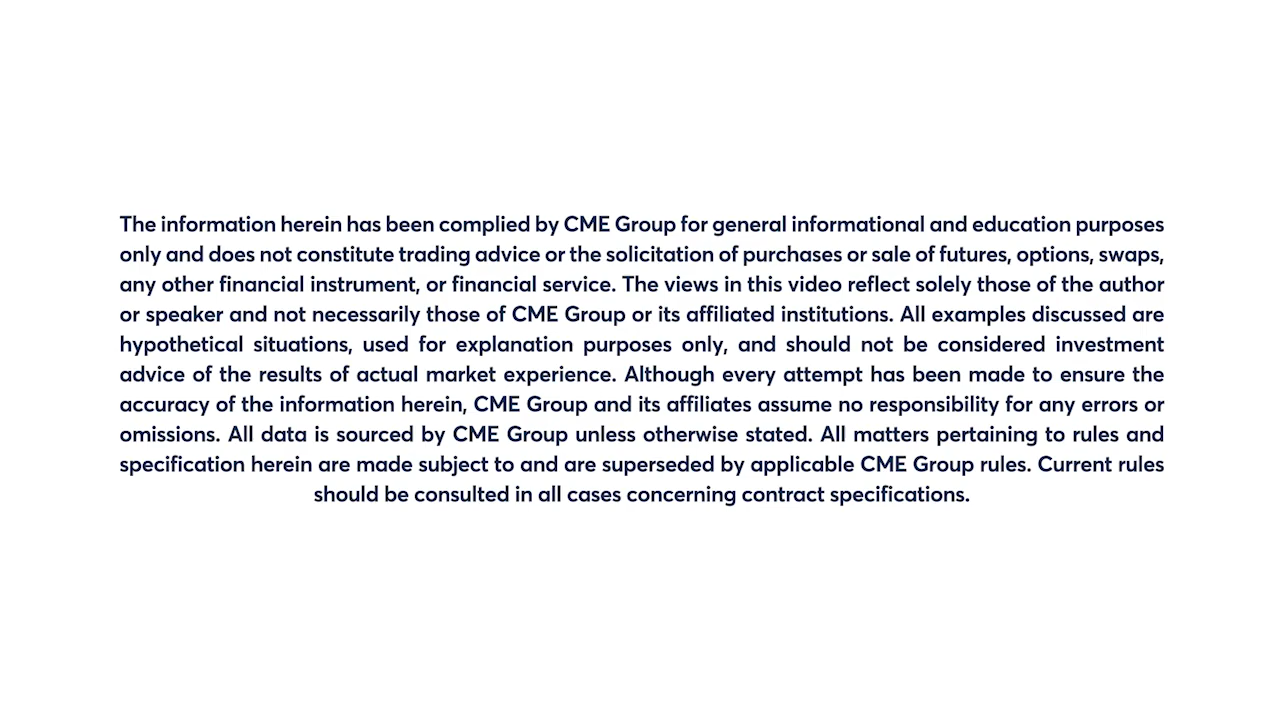 The information herein has been complied by CME Group for general informational and education purposes
only and does not constitute trading advice or the solicitation of purchases or sale of futures, options, swaps,
any other financial instrument, or financial service. The views in this video reflect solely those of the author
or speaker and not necessarily those of CME Group or its affiliated institutions. All examples discussed are
hypothetical situations, used for explanation purposes only, and should not be considered investment
advice of the results of actual market experience. Although every attempt has been made to ensure the
accuracy of the information herein, CME Group and its affiliates assume no responsibility for any errors or
omissions. All data is sourced by CME Group unless otherwise stated. All matters pertaining to rules and
specification herein are made subject to and are superseded by applicable CME Group rules. Current rules
should be consulted in all cases concerning contract specifications.